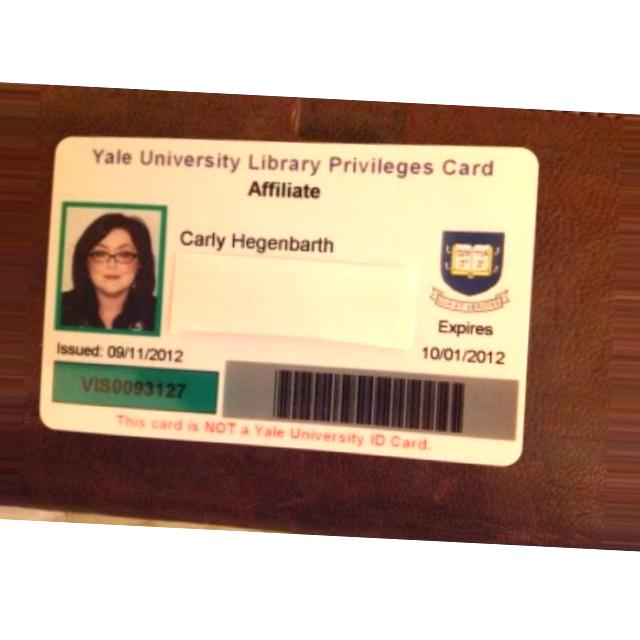 Yale University Library Privileges Card
Affiliate
Carly Hegenbarth
Expires
Issued: 09/11/2012
10/01/2012
VIS0093127
This card is NOT a Yale University ID Card.